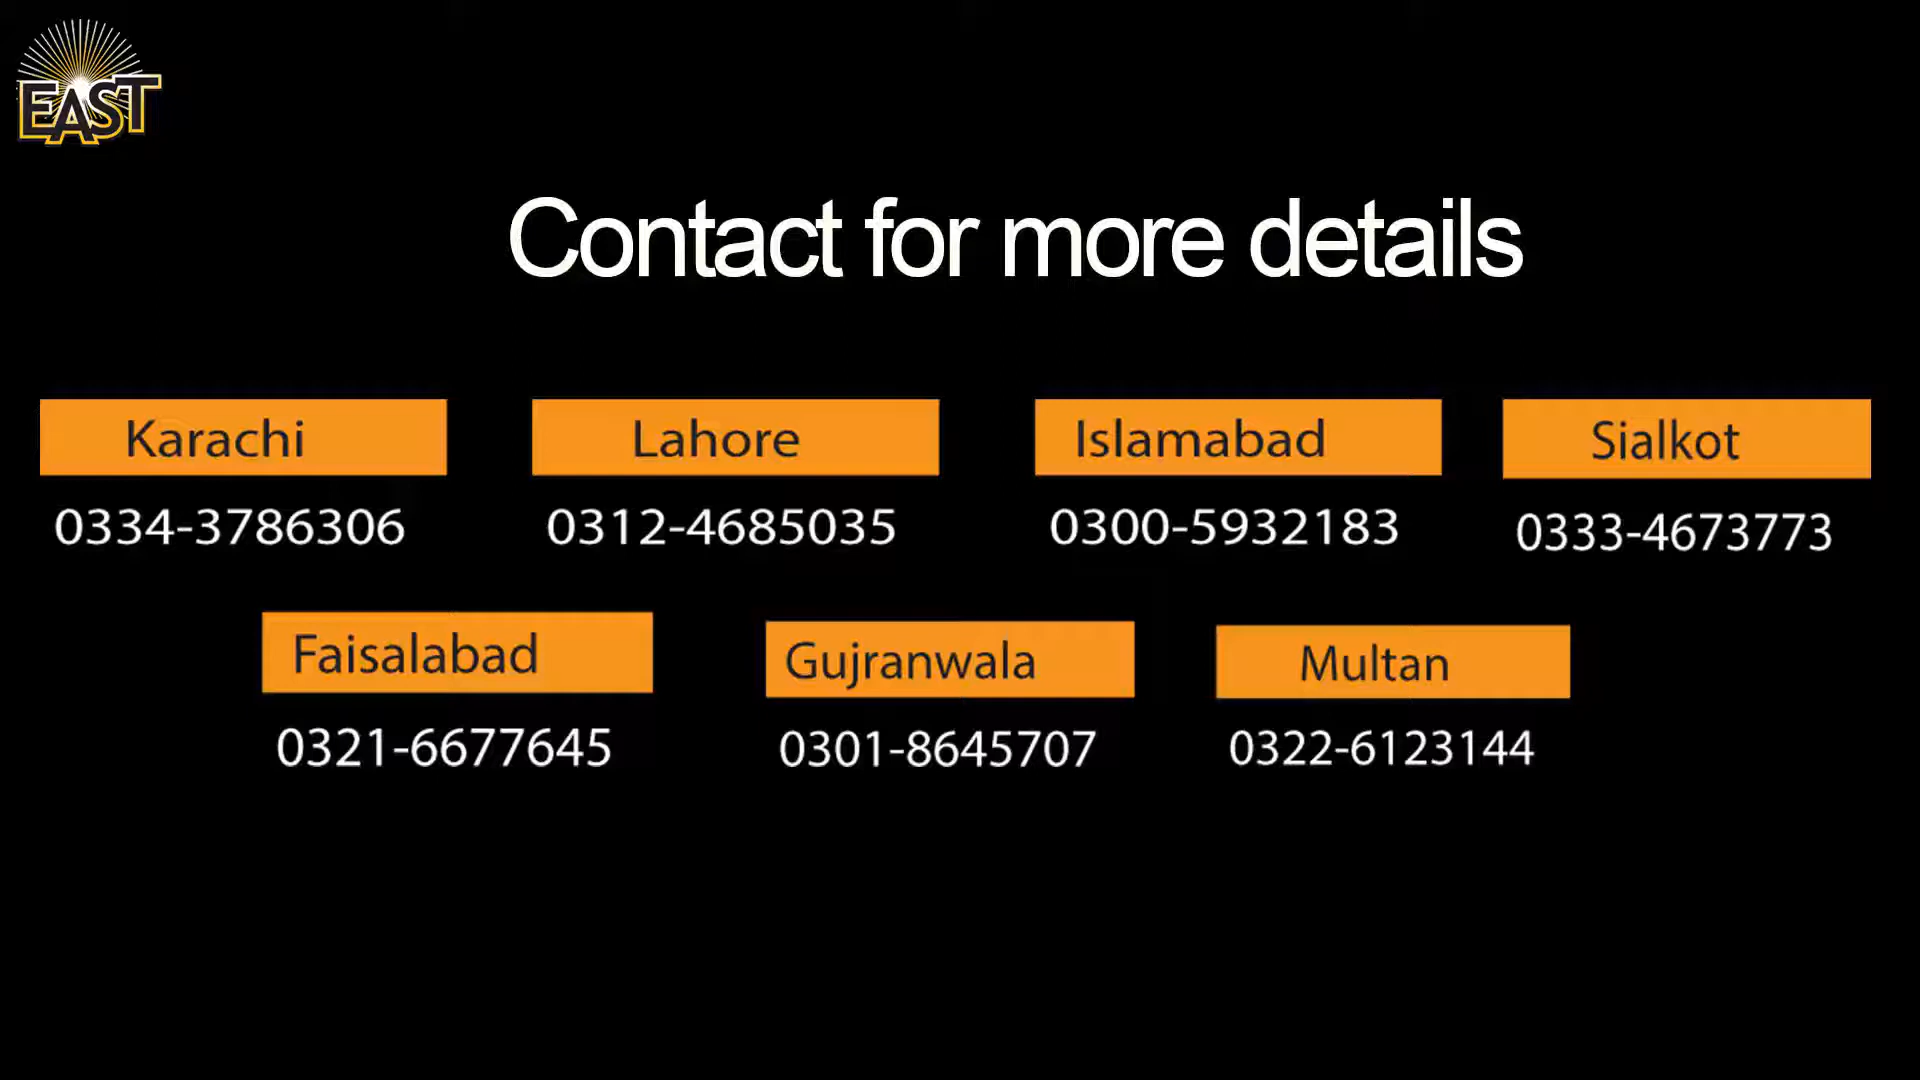 EAST
Contact for more details
Karachi Lahore Islamabad Sialkot
0334-3786306 0312-4685035 0300-5932183 0333-4673773
Faisalabad Gujranwala Multan
0321-6677645 0301-8645707 0322-6123144